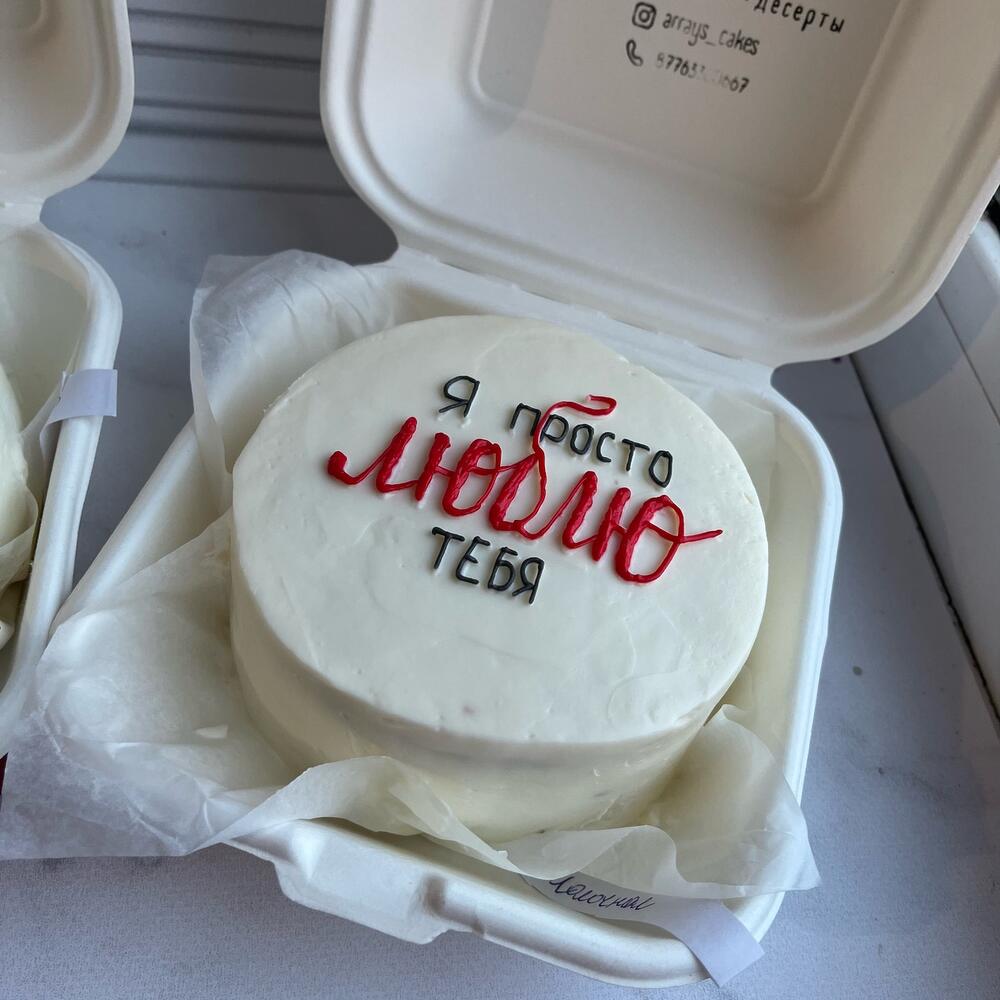 десерты
arrays_cakes
Я просто
люблю
ТЕБЯ